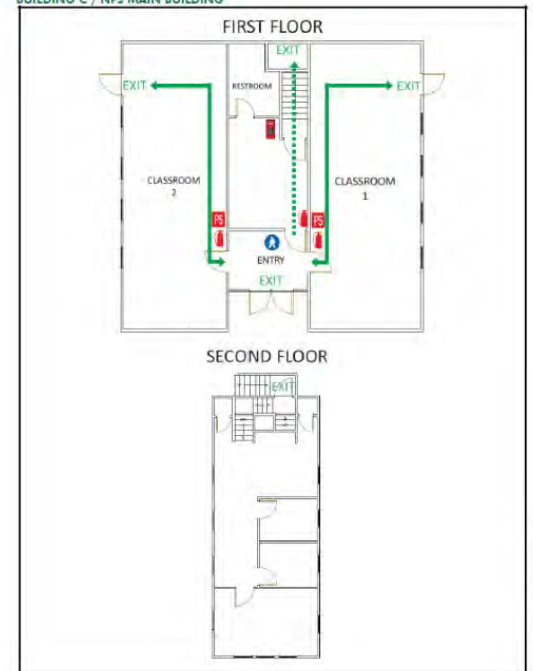 BUILDING C / NPS MAIN BUILDING
FIRST FLOOR
EXIT
EXIT
EXIT
RESTROOM
CLASSROOM
2
CLASSROOM
1
PS
PS
ENTRY
EXIT
SECOND FLOOR
EXIT